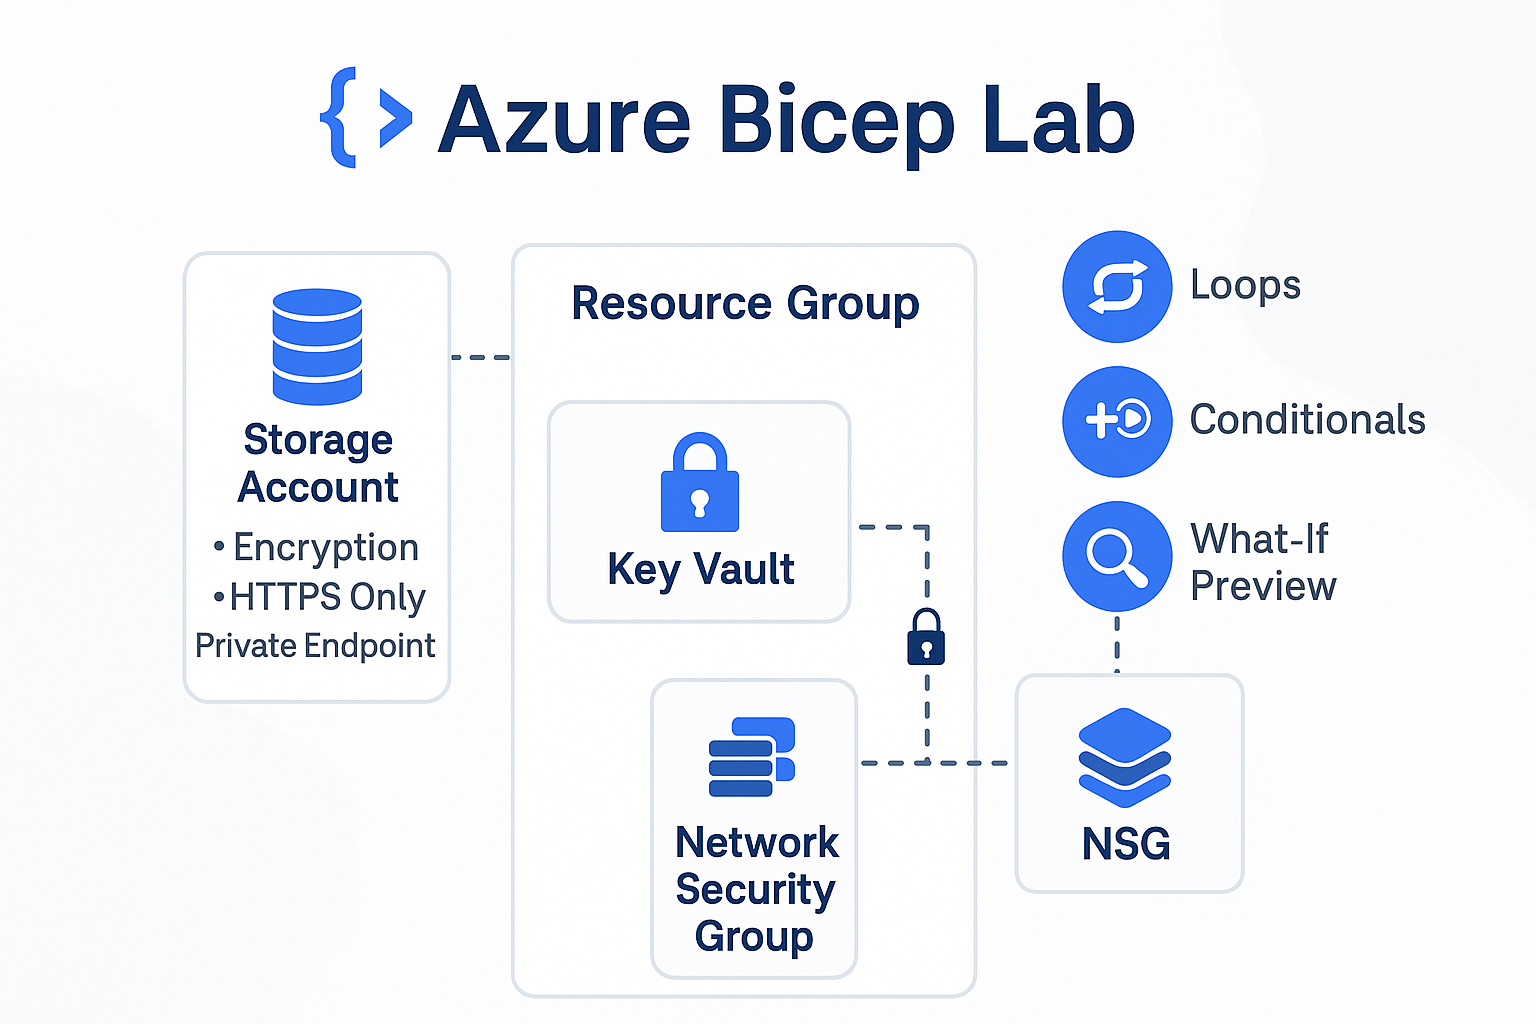 {> Azure Bicep Lab
Storage
Account
• Encryption
• HTTPS Only
Private Endpoint
Resource Group
Key Vault
Network
Security
Group
Loops
Conditionals
What-If
Preview
NSG